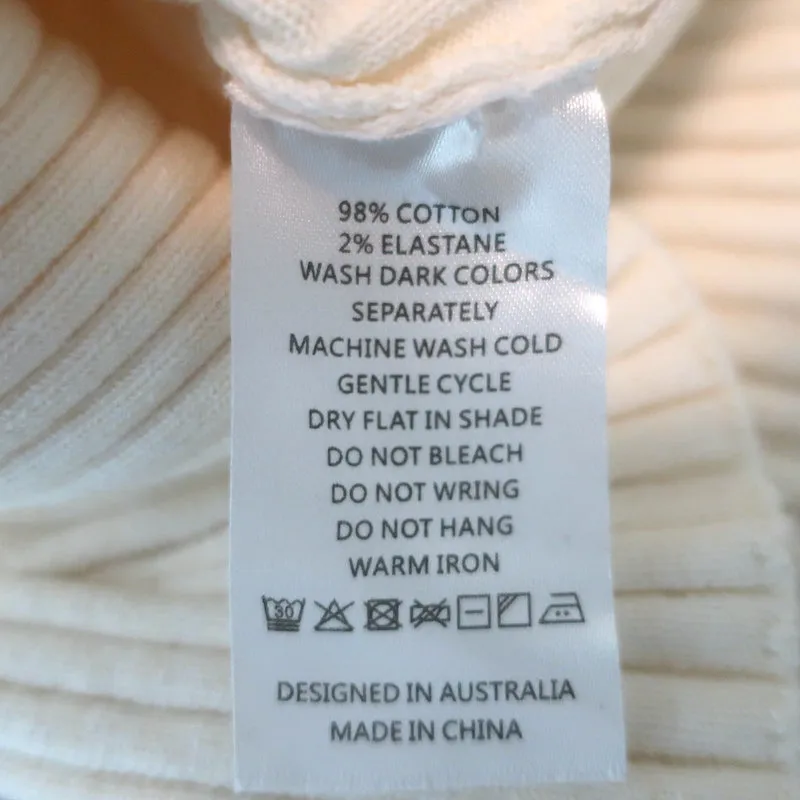 98% COTTON
2% ELASTANE
WASH DARK COLORS
SEPARATELY
MACHINE WASH COLD
GENTLE CYCLE
DRY FLAT IN SHADE
DO NOT BLEACH
DO NOT WRING
DO NOT HANG
WARM IRON
30
DESIGNED IN AUSTRALIA
MADE IN CHINA